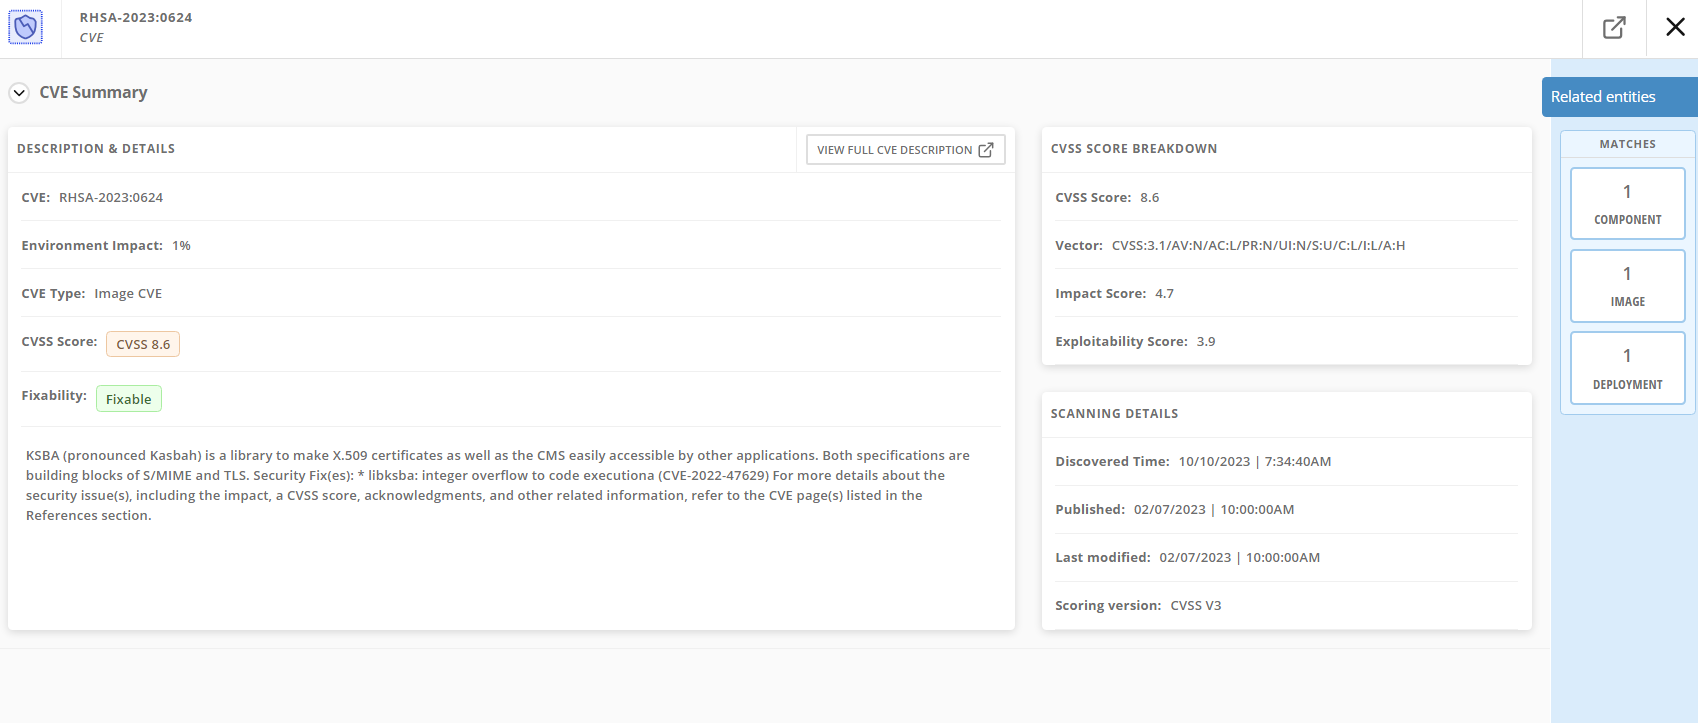 RHSA-2023:0624
CVE
CVE Summary
Related entities
DESCRIPTION & DETAILS
VIEW FULL CVE DESCRIPTION
CVE: RHSA-2023:0624
Environment Impact: 1%
CVE Type: Image CVE
CVSS Score: CVSS 8.6
Fixability: Fixable
KSBA (pronounced Kasbah) is a library to make X.509 certificates as well as the CMS easily accessible by other applications. Both specifications are
building blocks of S/MIME and TLS. Security Fix(es): * libksba: integer overflow to code executiona (CVE-2022-47629) For more details about the
security issue(s), including the impact, a CVSS score, acknowledgments, and other related information, refer to the CVE page(s) listed in the
References section.
CVSS SCORE BREAKDOWN
CVSS Score: 8.6
Vector: CVSS:3.1/AV:N/AC:L/PR:N/UI:N/S:U/C:L/I:L/A:H
Impact Score: 4.7
Exploitability Score: 3.9
SCANNING DETAILS
Discovered Time: 10/10/2023 | 7:34:40AM
Published: 02/07/2023 | 10:00:00AM
Last modified: 02/07/2023 | 10:00:00AM
Scoring version: CVSS V3
MATCHES
1
COMPONENT
1
IMAGE
1
DEPLOYMENT